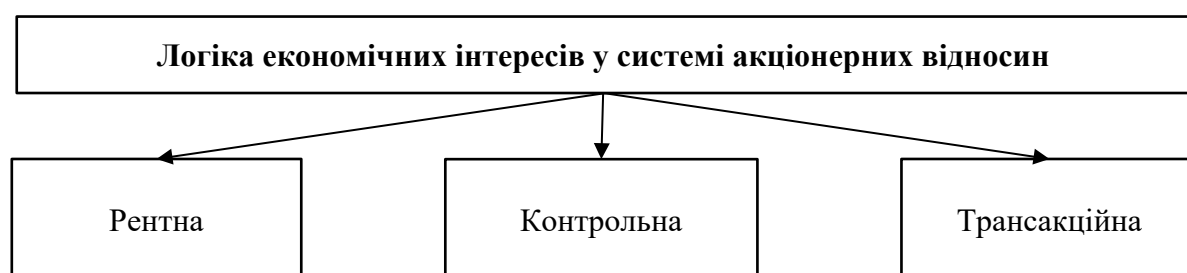 Логіка економічних інтересів у системі акціонерних відносин
Рентна
Контрольна
Трансакційна